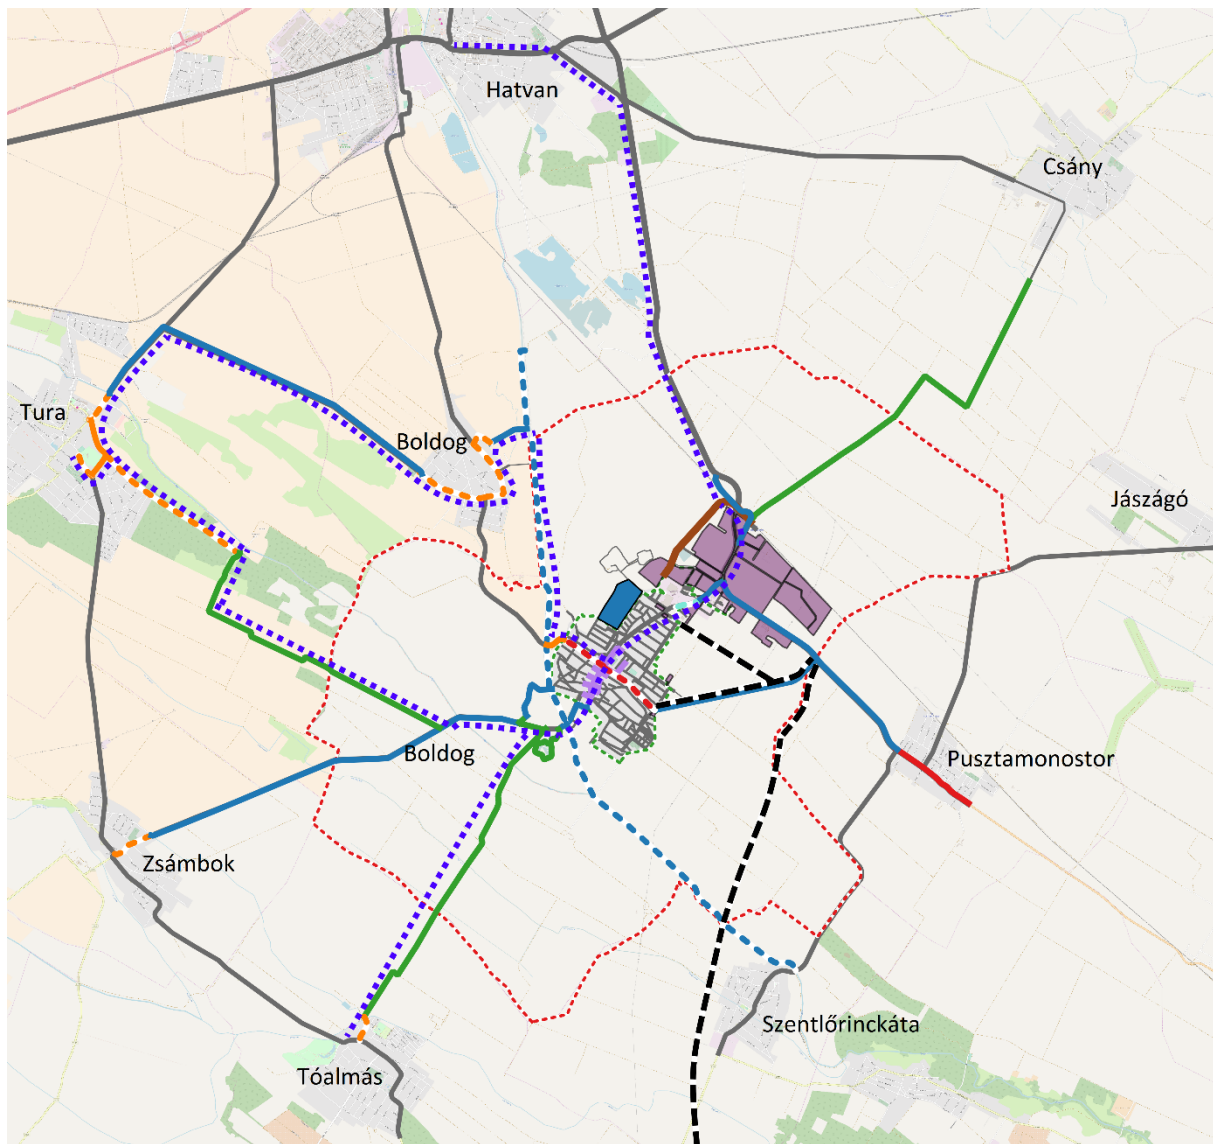 Hatvan
Csány
Tura
Boldog
Jászágó
Boldog
Pusztamonostor
Zsámbok
Szentlőrinckáta
Tóalmás